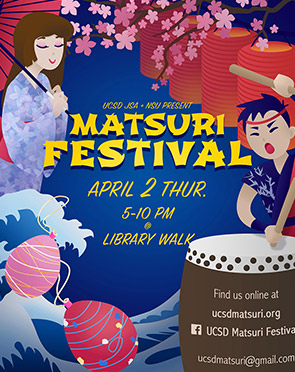 UCSD JSA + NSU PRESENT
MATSURI
FESTIVAL
APRIL 2 THUR.
5-10 PM
@
LIBRARY WALK
Find us online at
ucsdmatsuri.org
f UCSD Matsuri Festival
ucsdmatsuri@gmail.com